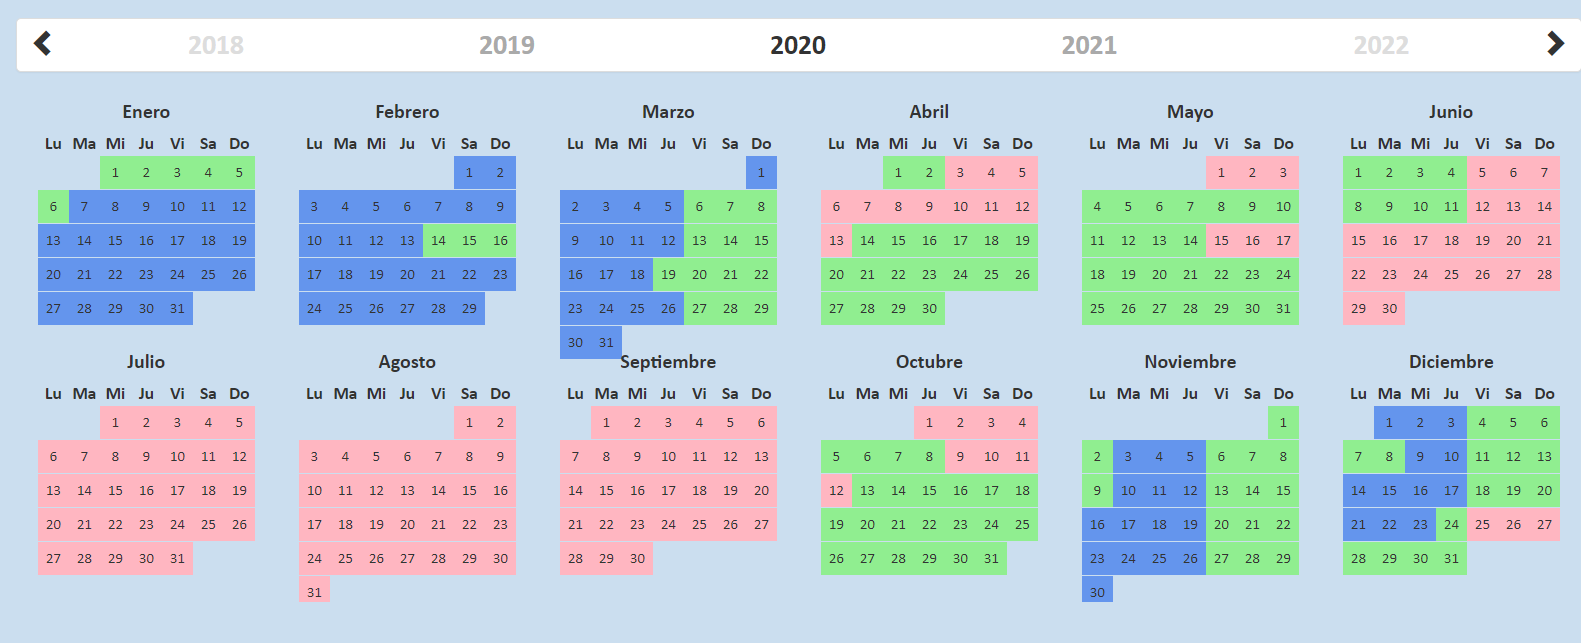 2018 2019 2020 2021 2022
Enero Febrero Marzo Abril Mayo Junio
Lu Ma Mi Ju Vi Sa Do Lu Ma Mi Ju Vi Sa Do Lu Ma Mi Ju Vi Sa Do Lu Ma Mi Ju Vi Sa Do Lu Ma Mi Ju Vi Sa Do Lu Ma Mi Ju Vi Sa Do
1 2 3 4 5 1 2 1 1 2 3 4 5 1 2 3 1 2 3 4 5 6 7
6 7 8 9 10 11 12 3 4 5 6 7 8 9 2 3 4 5 6 7 8 6 7 8 9 10 11 12 4 5 6 7 8 9 10 8 9 10 11 12 13 14
13 14 15 16 17 18 19 10 11 12 13 14 15 16 9 10 11 12 13 14 15 13 14 15 16 17 18 19 11 12 13 14 15 16 17 15 16 17 18 19 20 21
20 21 22 23 24 25 26 17 18 19 20 21 22 23 16 17 18 19 20 21 22 20 21 22 23 24 25 26 18 19 20 21 22 23 24 22 23 24 25 26 27 28
27 28 29 30 31 24 25 26 27 28 29 23 24 25 26 27 28 29 27 28 29 30 25 26 27 28 29 30 31 29 30
30 31
Julio Agosto Septiembre Octubre Noviembre Diciembre
Lu Ma Mi Ju Vi Sa Do Lu Ma Mi Ju Vi Sa Do Lu Ma Mi Ju Vi Sa Do Lu Ma Mi Ju Vi Sa Do Lu Ma Mi Ju Vi Sa Do Lu Ma Mi Ju Vi Sa Do
1 2 3 4 5 1 2 1 2 3 4 5 6 1 2 3 4 1 1 2 3 4 5 6
6 7 8 9 10 11 12 3 4 5 6 7 8 9 7 8 9 10 11 12 13 5 6 7 8 9 10 11 2 3 4 5 6 7 8 7 8 9 10 11 12 13
13 14 15 16 17 18 19 10 11 12 13 14 15 16 14 15 16 17 18 19 20 12 13 14 15 16 17 18 9 10 11 12 13 14 15 14 15 16 17 18 19 20
20 21 22 23 24 25 26 17 18 19 20 21 22 23 21 22 23 24 25 26 27 19 20 21 22 23 24 25 16 17 18 19 20 21 22 21 22 23 24 25 26 27
27 28 29 30 31 24 25 26 27 28 29 30 28 29 30 26 27 28 29 30 31 23 24 25 26 27 28 29 28 29 30 31
31 30